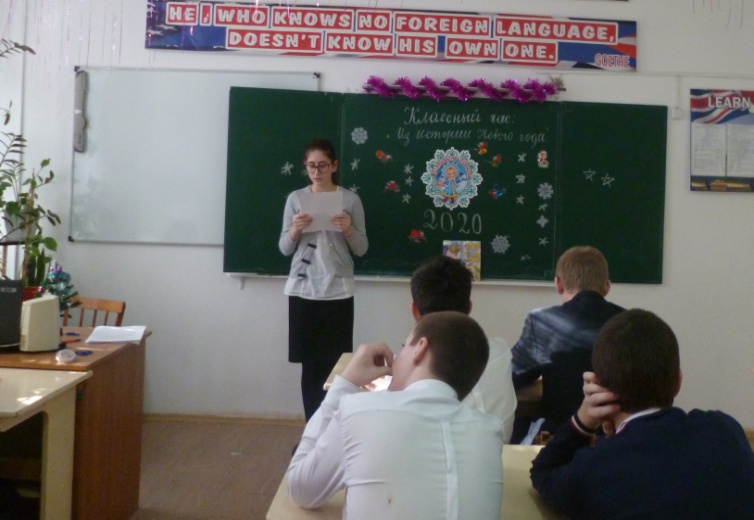 HE, WHO KNOWS NO FOREIGN LANGUAGE,
DOESN'T KNOW HIS OWN ONE.
GOETHE
LEARN
Классный час:
"Из истории Нового года"
2020